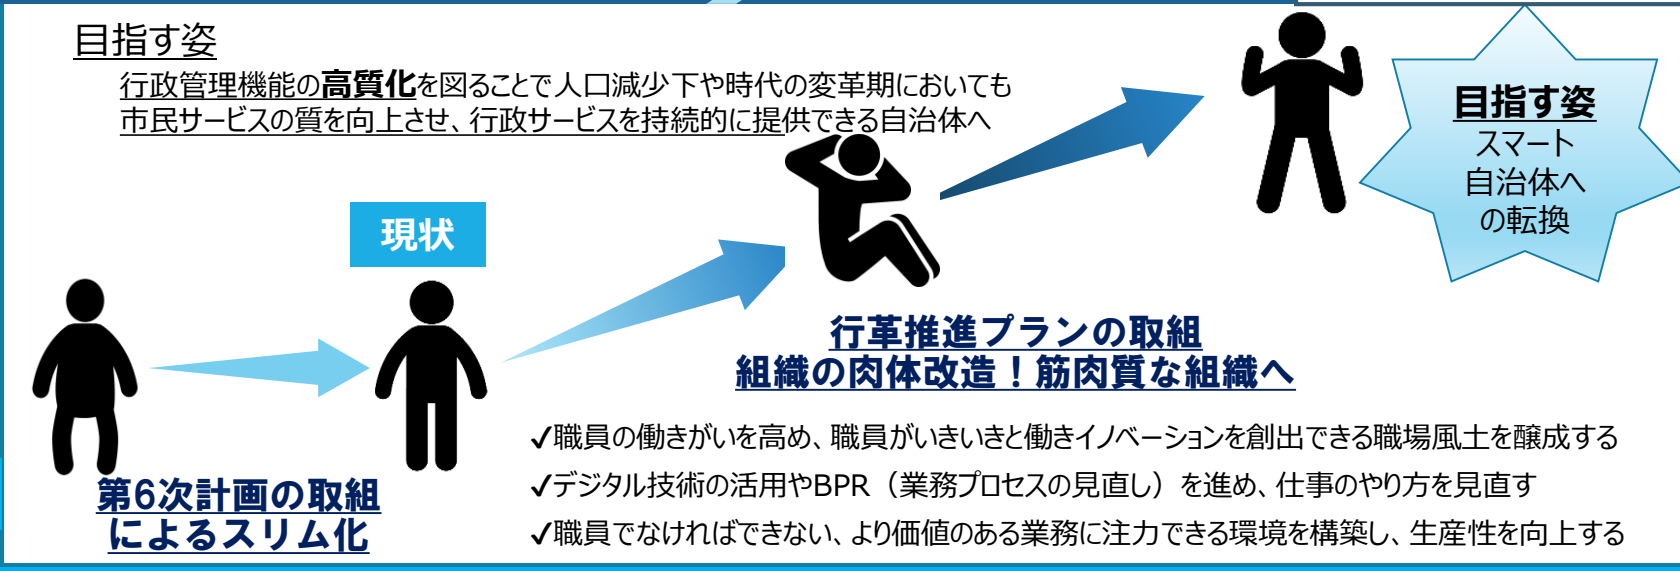 目指す姿
行政管理機能の高質化を図ることで人口減少下や時代の変革期においても
市民サービスの質を向上させ、行政サービスを持続的に提供できる自治体へ
目指す姿
スマート
自治体へ
の転換
現状
行革推進プランの取組
組織の肉体改造！筋肉質な組織へ
✓職員の働きがいを高め、職員がいきいきと働きイノベーションを創出できる職場風土を醸成する
✓デジタル技術の活用やBPR（業務プロセスの見直し）を進め、仕事のやり方を見直す
✓職員でなければできない、より価値のある業務に注力できる環境を構築し、生産性を向上する
第6次計画の取組
によるスリム化